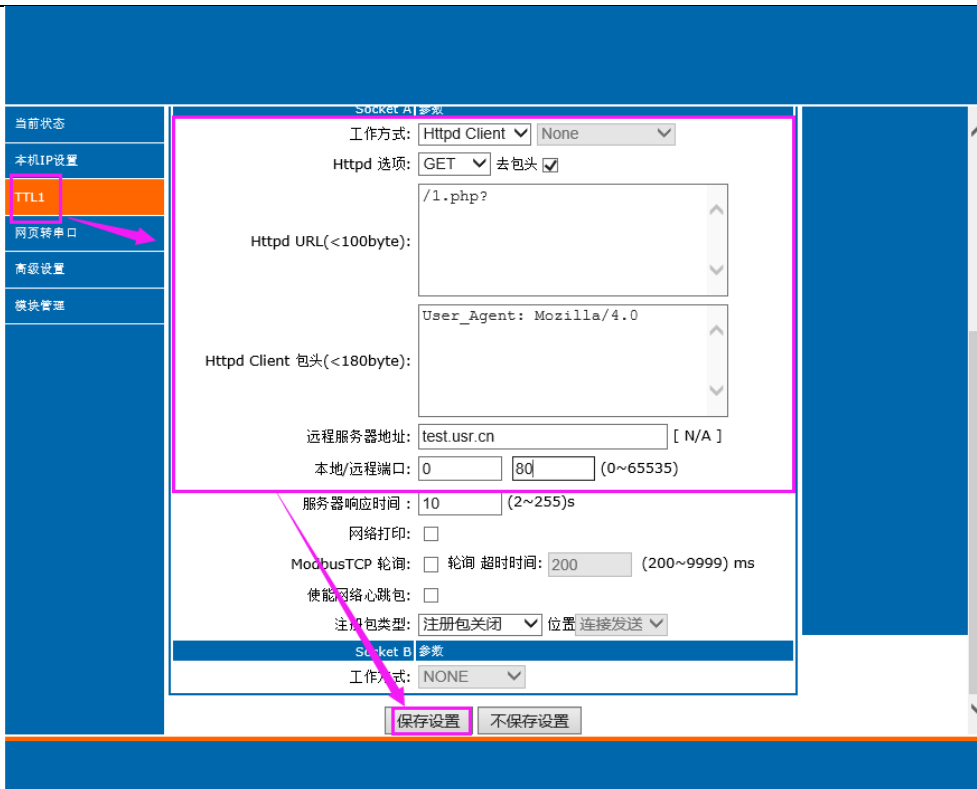 当前状态
本机IP设置
TTL1
网页转串口
高级设置
模块管理
Socket A 参数
工作方式: Httpd Client None
Httpd 选项: GET 去包头
Httpd URL(<100byte): /1.php?
Httpd Client 包头(<180byte): User_Agent: Mozilla/4.0
远程服务器地址: test.usr.cn [ N/A ]
本地/远程端口: 0 80 (0~65535)
服务器响应时间 : 10 (2~255)s
网络打印:
ModbusTCP 轮询: 轮询 超时时间: 200 (200~9999) ms
使能网络心跳包:
注册包类型: 注册包关闭 位置 连接发送
Socket B 参数
工作方式: NONE
保存设置 不保存设置